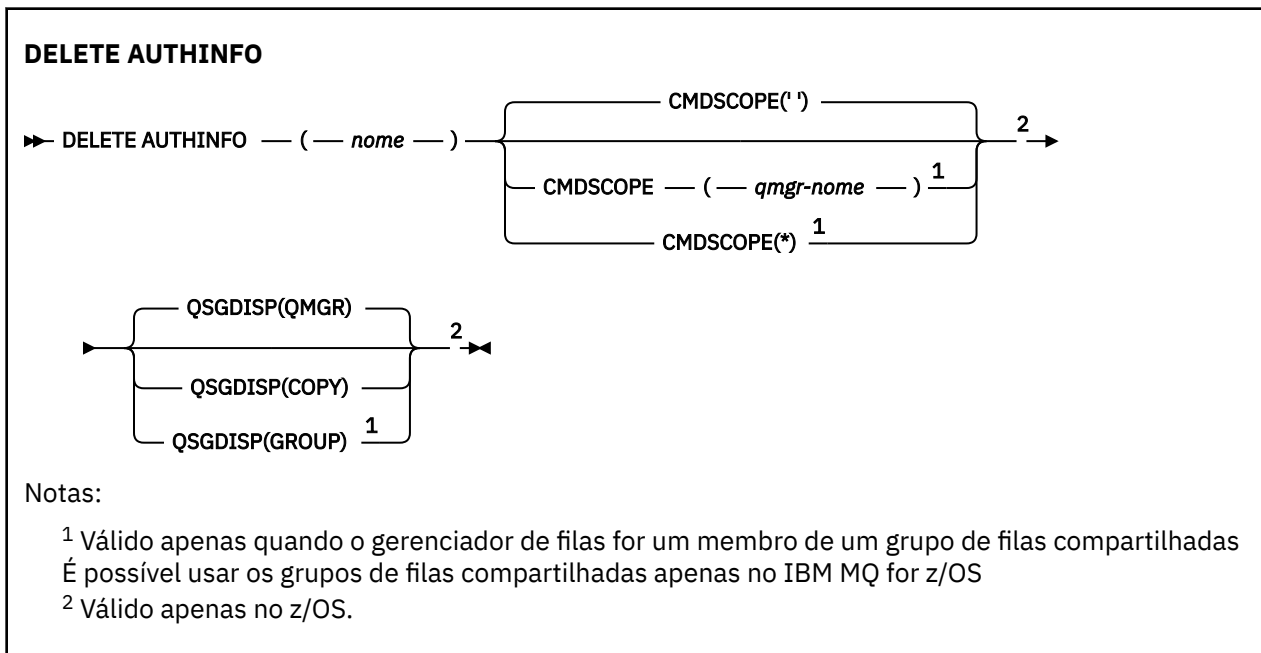 DELETE AUTHINFO
CMDSCOPE(' ')
DELETE AUTHINFO ( nome ) 2
CMDSCOPE ( qmgr-nome ) 1
CMDSCOPE(*) 1
QSGDISP(QMGR)
2
QSGDISP(COPY)
QSGDISP(GROUP) 1
Notas:
1 Válido apenas quando o gerenciador de filas for um membro de um grupo de filas compartilhadas
É possível usar os grupos de filas compartilhadas apenas no IBM MQ for z/OS
2 Válido apenas no z/OS.